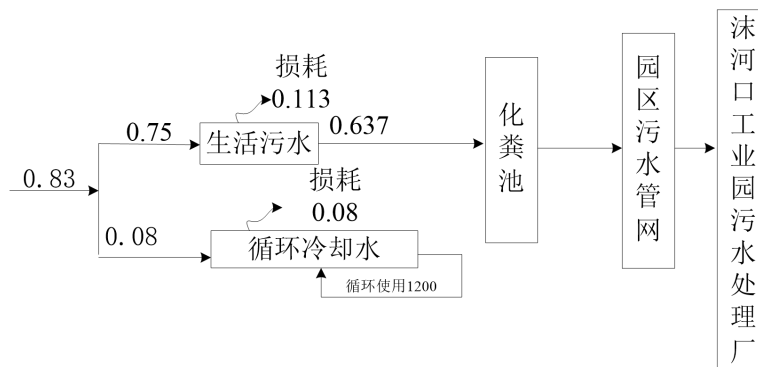 损耗
0.113
0.75
生活污水
0.637
化粪池
园区污水管网
沫河口工业园污水处理厂
0.83
损耗
0.08
0.08
循环冷却水
循环使用1200